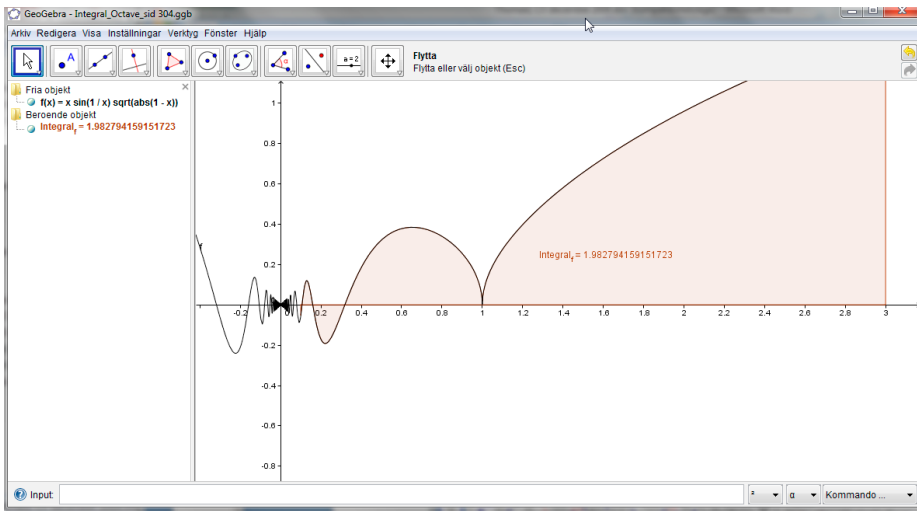 GeoGebra - Integral_Octave_sid 304.ggb
Arkiv Redigera Visa Inställningar Verktyg Fönster Hjälp
A
α
a=2
Flytta
Flytta eller välj objekt (Esc)
Fria objekt
f(x) = x sin(1 / x) sqrt(abs(1 - x))
Beroende objekt
Integral_f = 1.982794159151723
1
0.8
0.6
0.4
0.2
f
Integral_f = 1.982794159151723
-0.2 0 0.2 0.4 0.6 0.8 1 1.2 1.4 1.6 1.8 2 2.2 2.4 2.6 2.8 3
-0.2
-0.4
-0.6
-0.8
Input:
² α Kommando ...